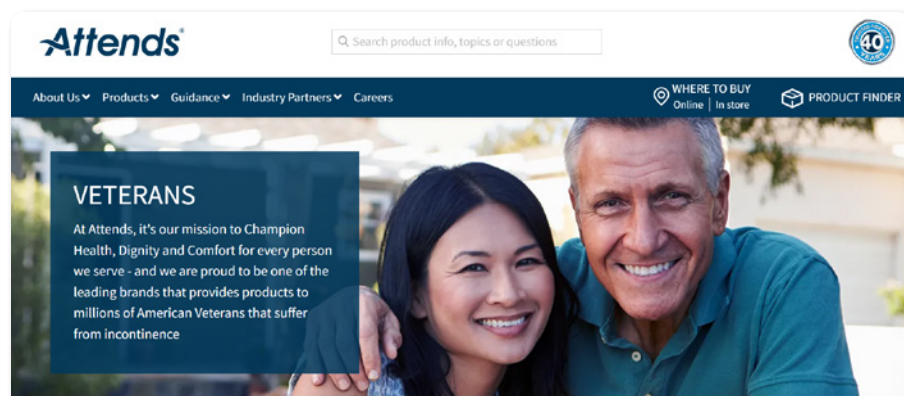 Attends®
Search product info, topics or questions
40
YEARS
About Us Products Guidance Industry Partners Careers
WHERE TO BUY
Online | In store
PRODUCT FINDER
VETERANS
At Attends, it's our mission to Champion
Health, Dignity and Comfort for every person
we serve - and we are proud to be one of the
leading brands that provides products to
millions of American Veterans that suffer
from incontinence